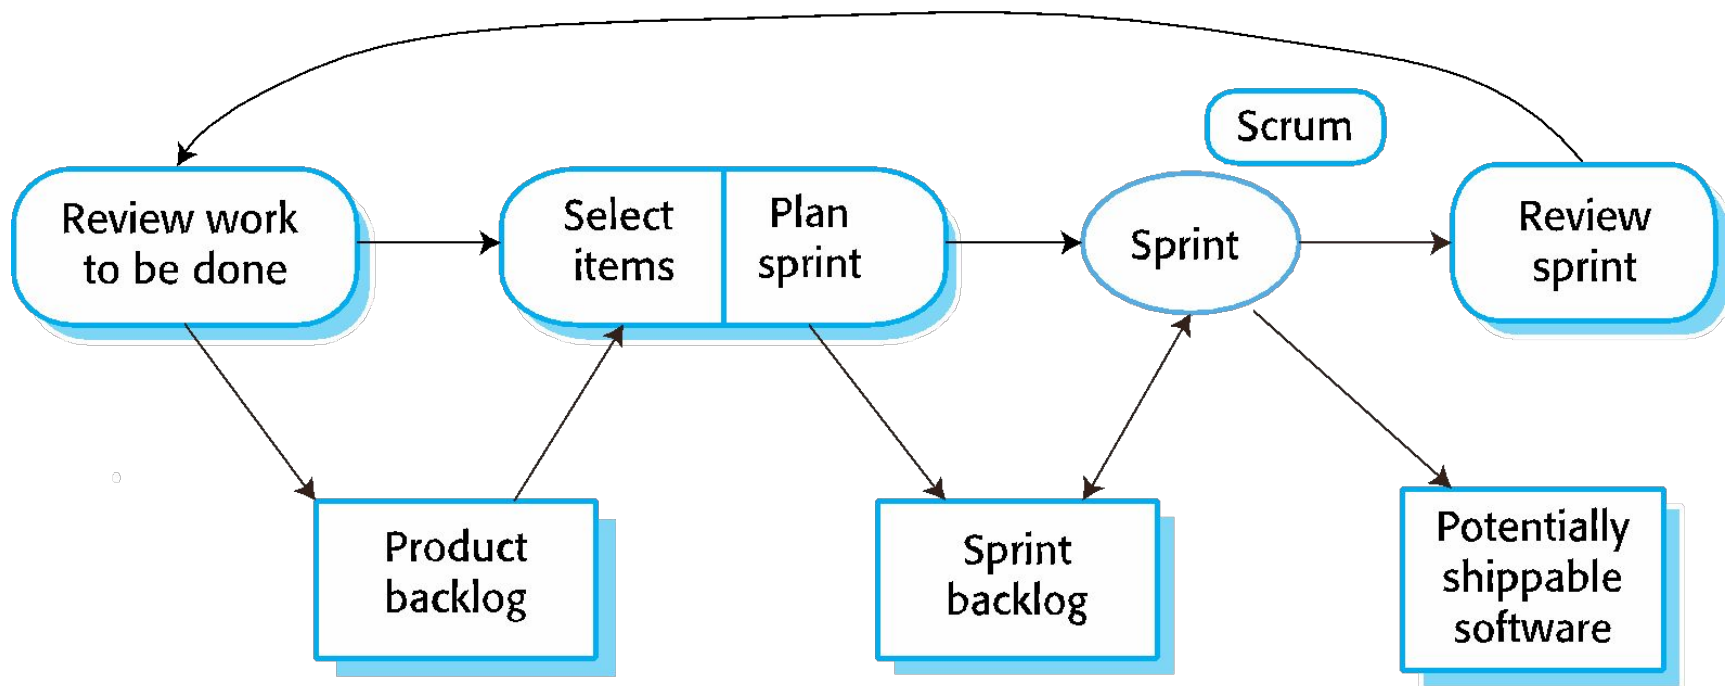 Scrum
Review work
to be done
Select
items
Plan
sprint
Sprint
Review
sprint
Product
backlog
Sprint
backlog
Potentially
shippable
software